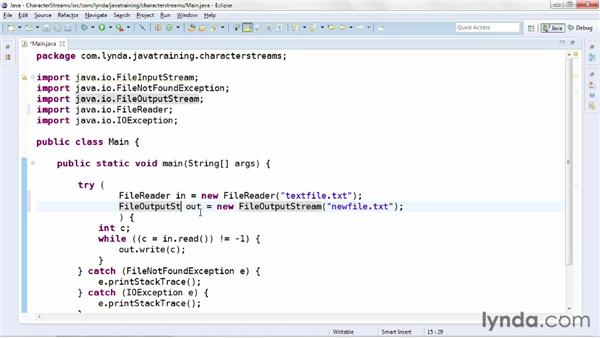 Java - CharacterStreams/src/com/lynda/javatraining/characterstreams/Main.java - Eclipse
File Edit Source Refactor Navigate Search Project Run Window Help
Java Debug
*Main.java
package com.lynda.javatraining.characterstreams;
import java.io.FileInputStream;
import java.io.FileNotFoundException;
import java.io.FileOutputStream;
import java.io.FileReader;
import java.io.IOException;
public class Main {
public static void main(String[] args) {
try (
FileReader in = new FileReader("textfile.txt");
FileOutputSt out = new FileOutputStream("newfile.txt");
) {
int c;
while ((c = in.read()) != -1) {
out.write(c);
}
} catch (FileNotFoundException e) {
e.printStackTrace();
} catch (IOException e) {
e.printStackTrace();
Writable Smart Insert 15 : 29
lynda.com